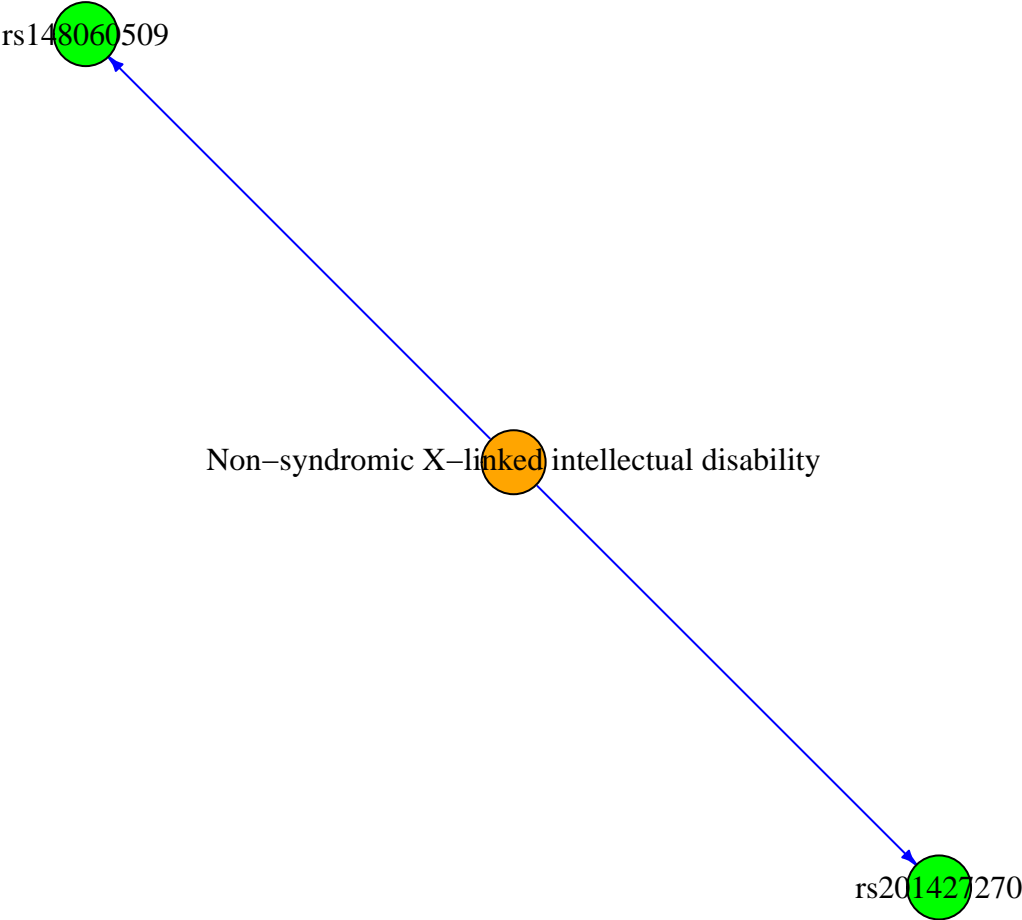 rs148060509
Non−syndromic X−linked intellectual disability
rs201427270